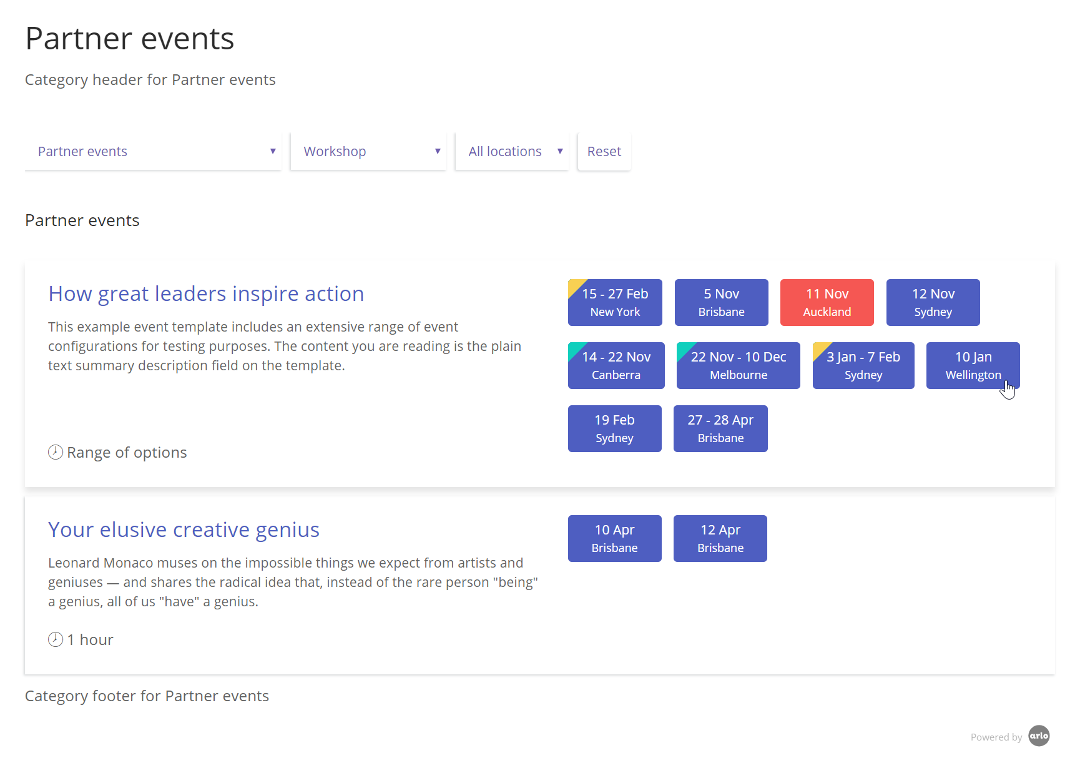 Partner events
Category header for Partner events
Partner events ▾ Workshop ▾ All locations ▾ Reset
Partner events
How great leaders inspire action
This example event template includes an extensive range of event
configurations for testing purposes. The content you are reading is the plain
text summary description field on the template.
Range of options
15 - 27 Feb
New York
5 Nov
Brisbane
11 Nov
Auckland
12 Nov
Sydney
14 - 22 Nov
Canberra
22 Nov - 10 Dec
Melbourne
3 Jan - 7 Feb
Sydney
10 Jan
Wellington
19 Feb
Sydney
27 - 28 Apr
Brisbane
Your elusive creative genius
Leonard Monaco muses on the impossible things we expect from artists and
geniuses — and shares the radical idea that, instead of the rare person "being"
a genius, all of us "have" a genius.
1 hour
10 Apr
Brisbane
12 Apr
Brisbane
Category footer for Partner events
Powered by arlo